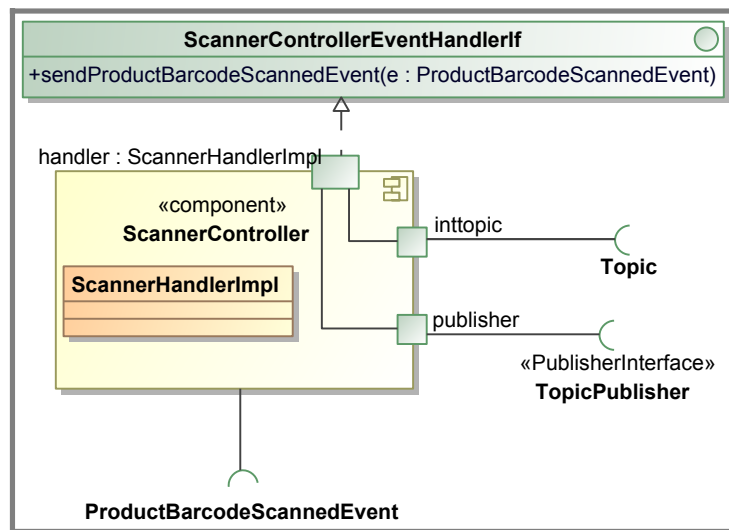 ScannerControllerEventHandlerIf
+sendProductBarcodeScannedEvent(e : ProductBarcodeScannedEvent)
handler : ScannerHandlerImpl
«component»
ScannerController
inttopic
Topic
ScannerHandlerImpl
publisher
«PublisherInterface»
TopicPublisher
ProductBarcodeScannedEvent